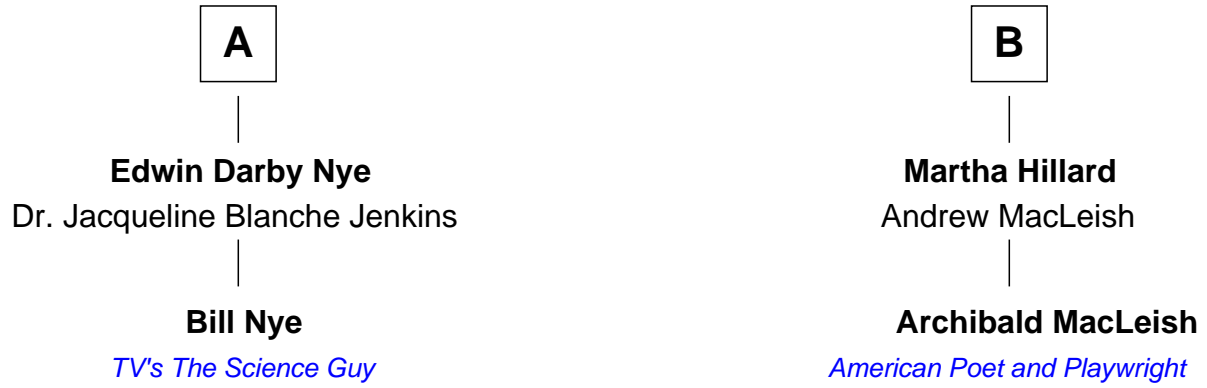 A
Edwin Darby Nye
Dr. Jacqueline Blanche Jenkins
Bill Nye
TV's The Science Guy
B
Martha Hillard
Andrew MacLeish
Archibald MacLeish
American Poet and Playwright